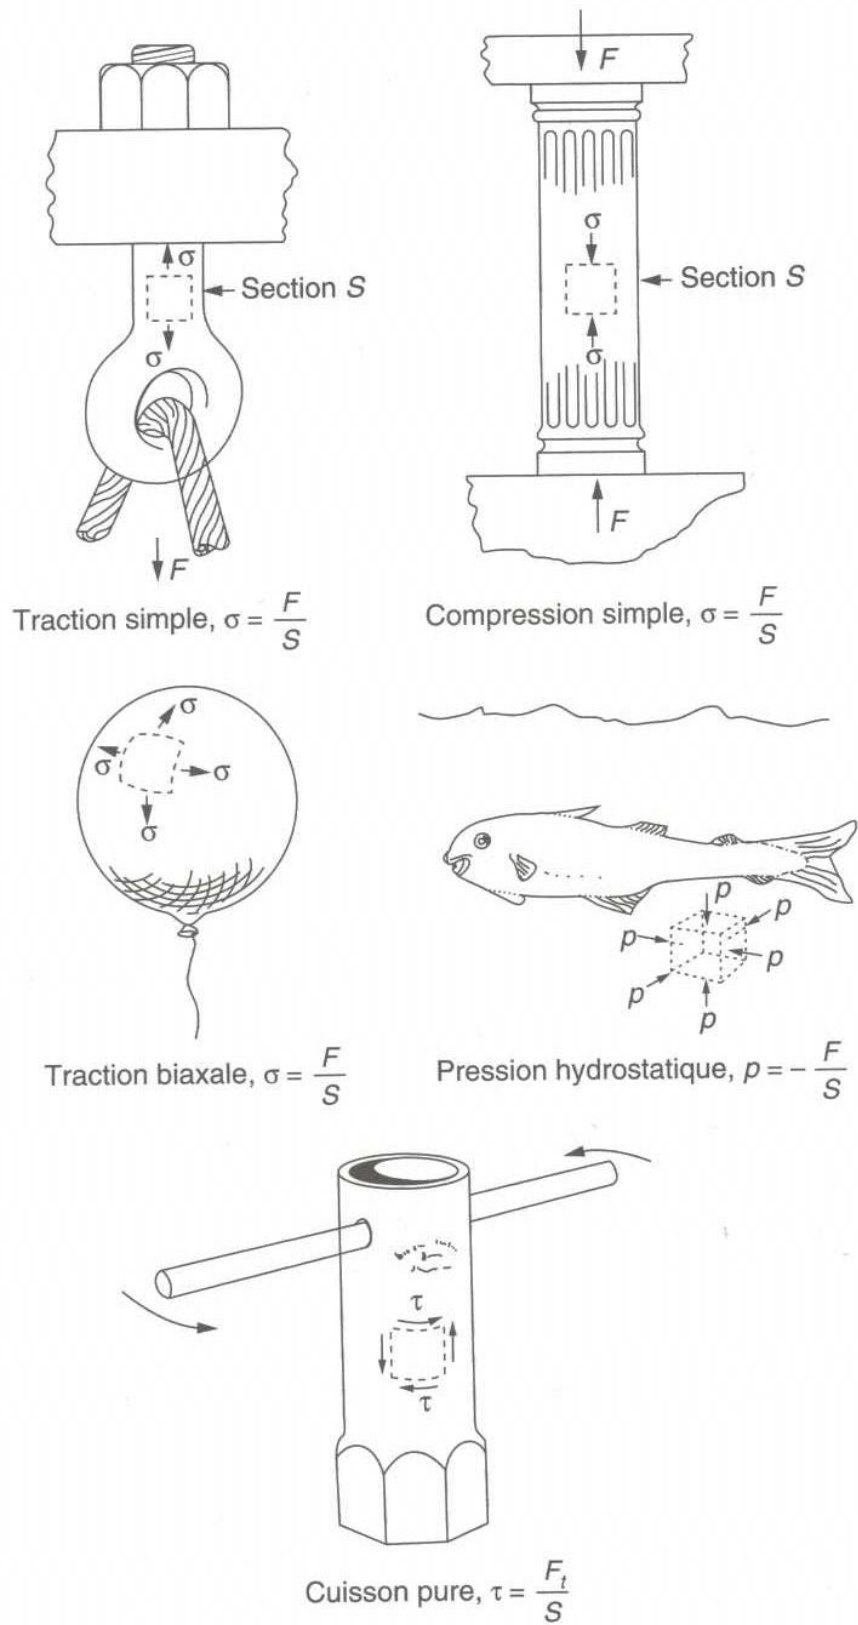 F
σ
Section S
σ
F
Traction simple, σ = F/S
σ
Section S
σ
F
Compression simple, σ = F/S
σ
σ
σ
σ
Traction biaxale, σ = F/S
p
p
p
p
p
p
Pression hydrostatique, p = − F/S
τ
τ
Cuisson pure, τ = Fₜ/S